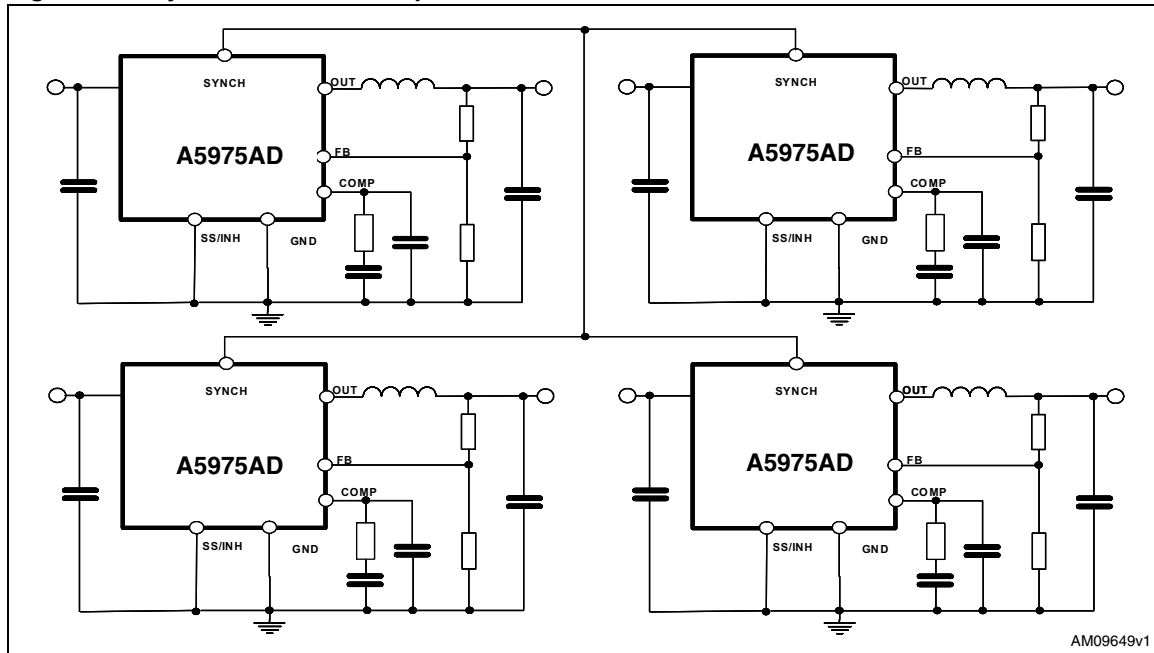 SYNCH
OUT
A5975AD
FB
COMP
SS/INH
GND
SYNCH
OUT
A5975AD
FB
COMP
SS/INH
GND
SYNCH
OUT
A5975AD
FB
COMP
SS/INH
GND
SYNCH
OUT
A5975AD
FB
COMP
SS/INH
GND
AM09649v1